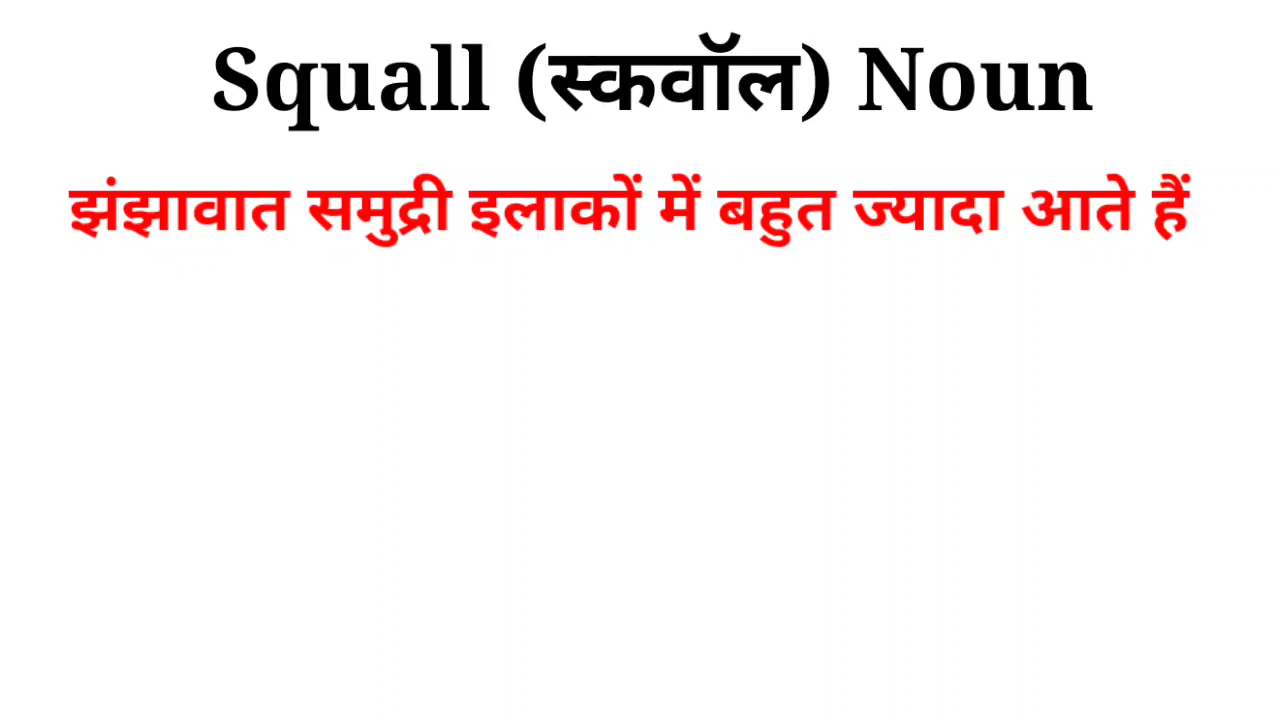 Squall (स्कवॉल) Noun
झंझावात समुद्री इलाकों में बहुत ज्यादा आते हैं